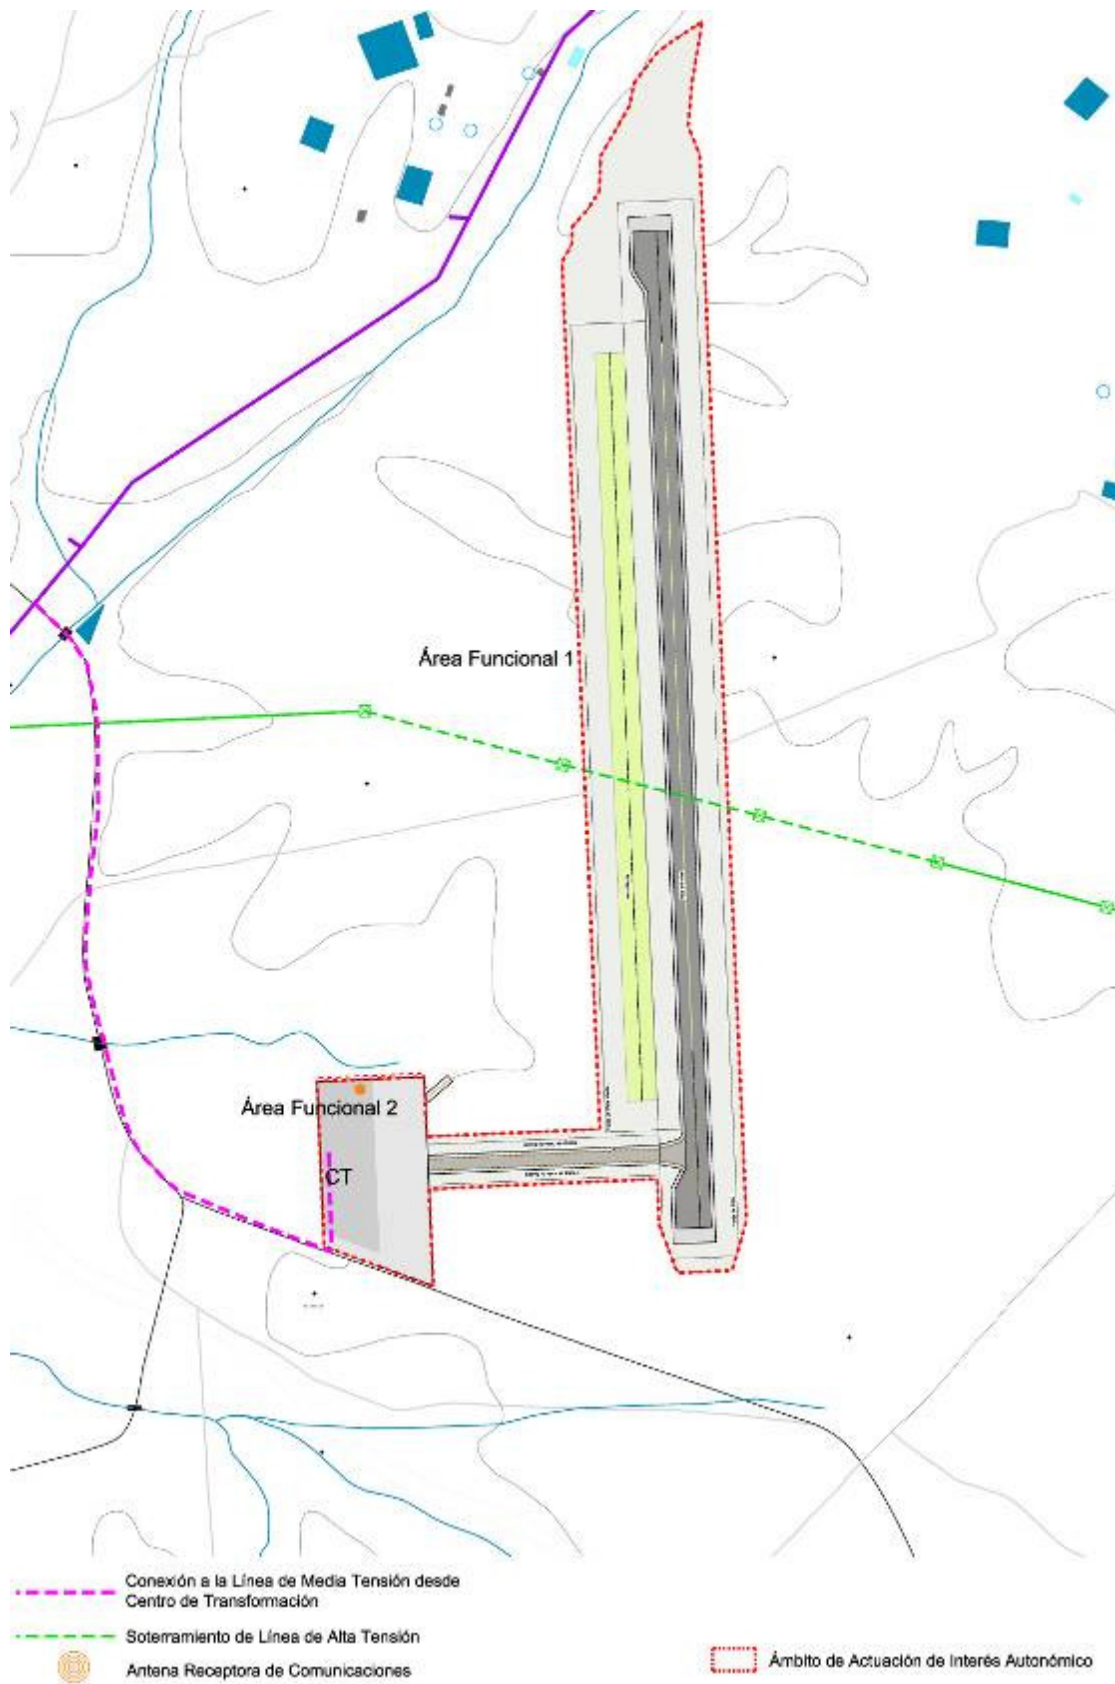 Área Funcional 1
Área Funcional 2
CT
Conexión a la Línea de Media Tensión desde
Centro de Transformación
Soterramiento de Línea de Alta Tensión
Antena Receptora de Comunicaciones
Ámbito de Actuación de Interés Autonómico